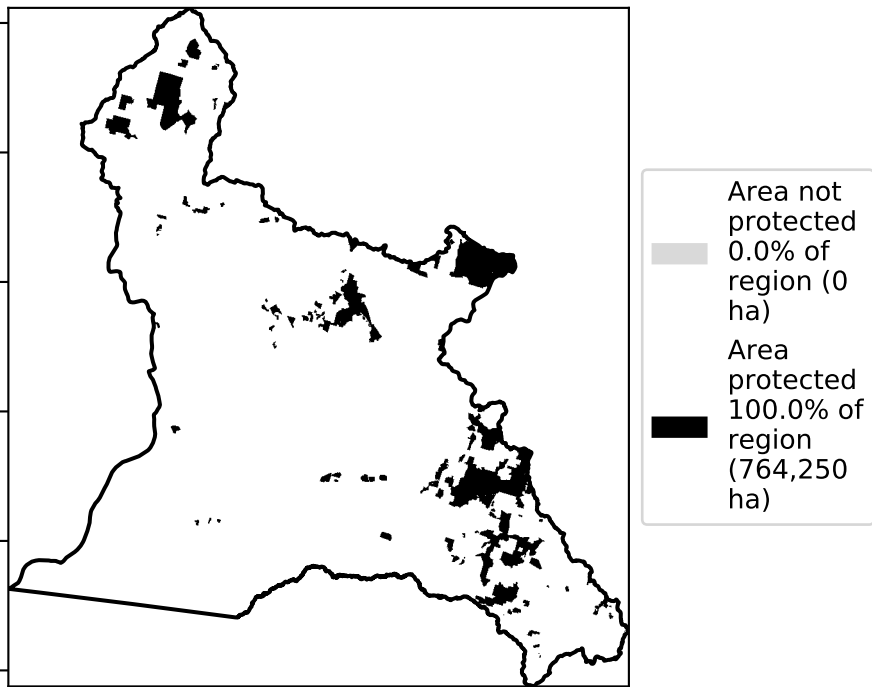 Area not
protected
0.0% of
region (0
ha)
Area
protected
100.0% of
region
(764,250
ha)